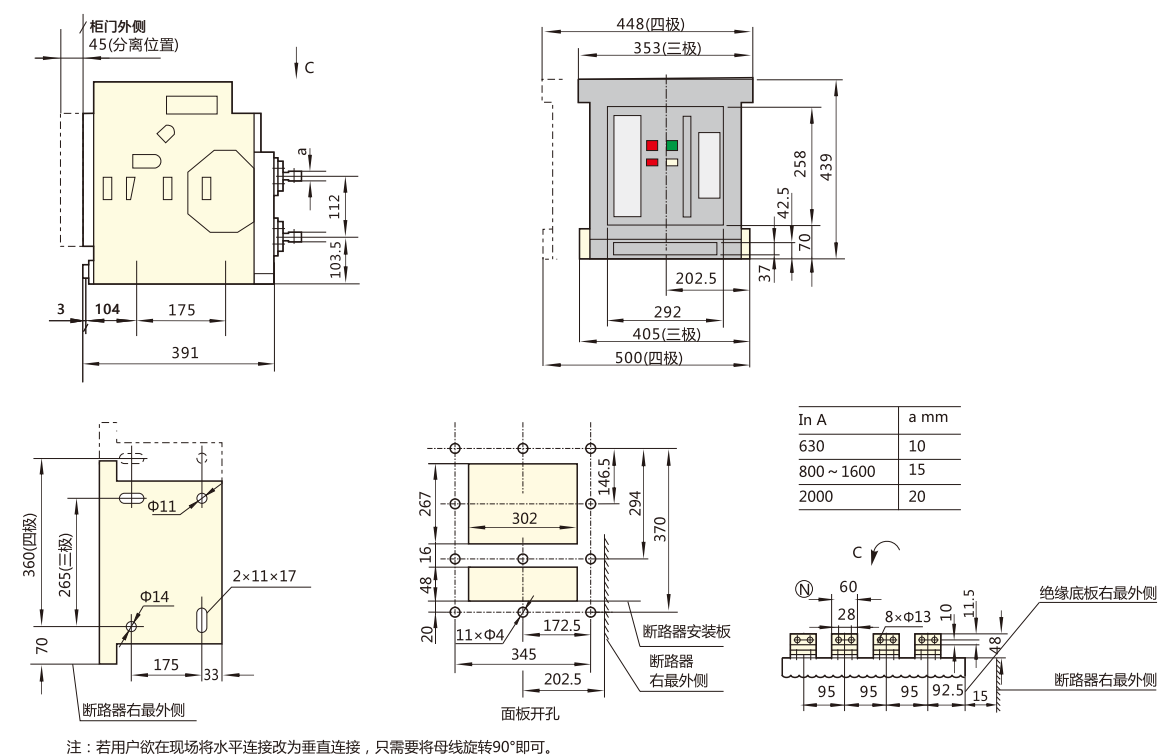 柜门外侧
45(分离位置)
C
a
112
103.5
3
104
175
391
448(四极)
353(三极)
258
439
42.5
70
37
202.5
292
405(三极)
500(四极)
360(四极)
265(三极)
70
Φ11
Φ14
2×11×17
175
33
断路器右最外侧
267
16
48
20
302
146.5
294
370
11×Φ4
172.5
345
202.5
断路器安装板
断路器
右最外侧
面板开孔
In A a mm
630 10
800～1600 15
2000 20
C
N
60
28
8×Φ13
10
11.5
48
绝缘底板右最外侧
断路器右最外侧
95
95
95
92.5
15
注：若用户欲在现场将水平连接改为垂直连接，只需要将母线旋转90°即可。